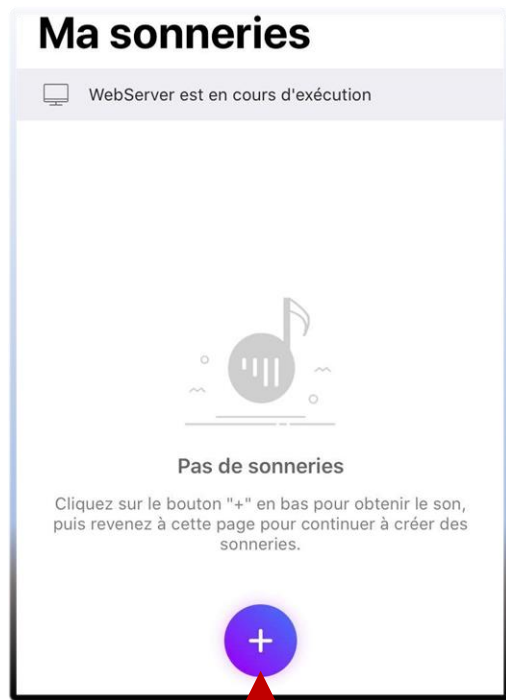 Ma sonneries
WebServer est en cours d'exécution
Pas de sonneries
Cliquez sur le bouton "+" en bas pour obtenir le son,
puis revenez à cette page pour continuer à créer des
sonneries.
+